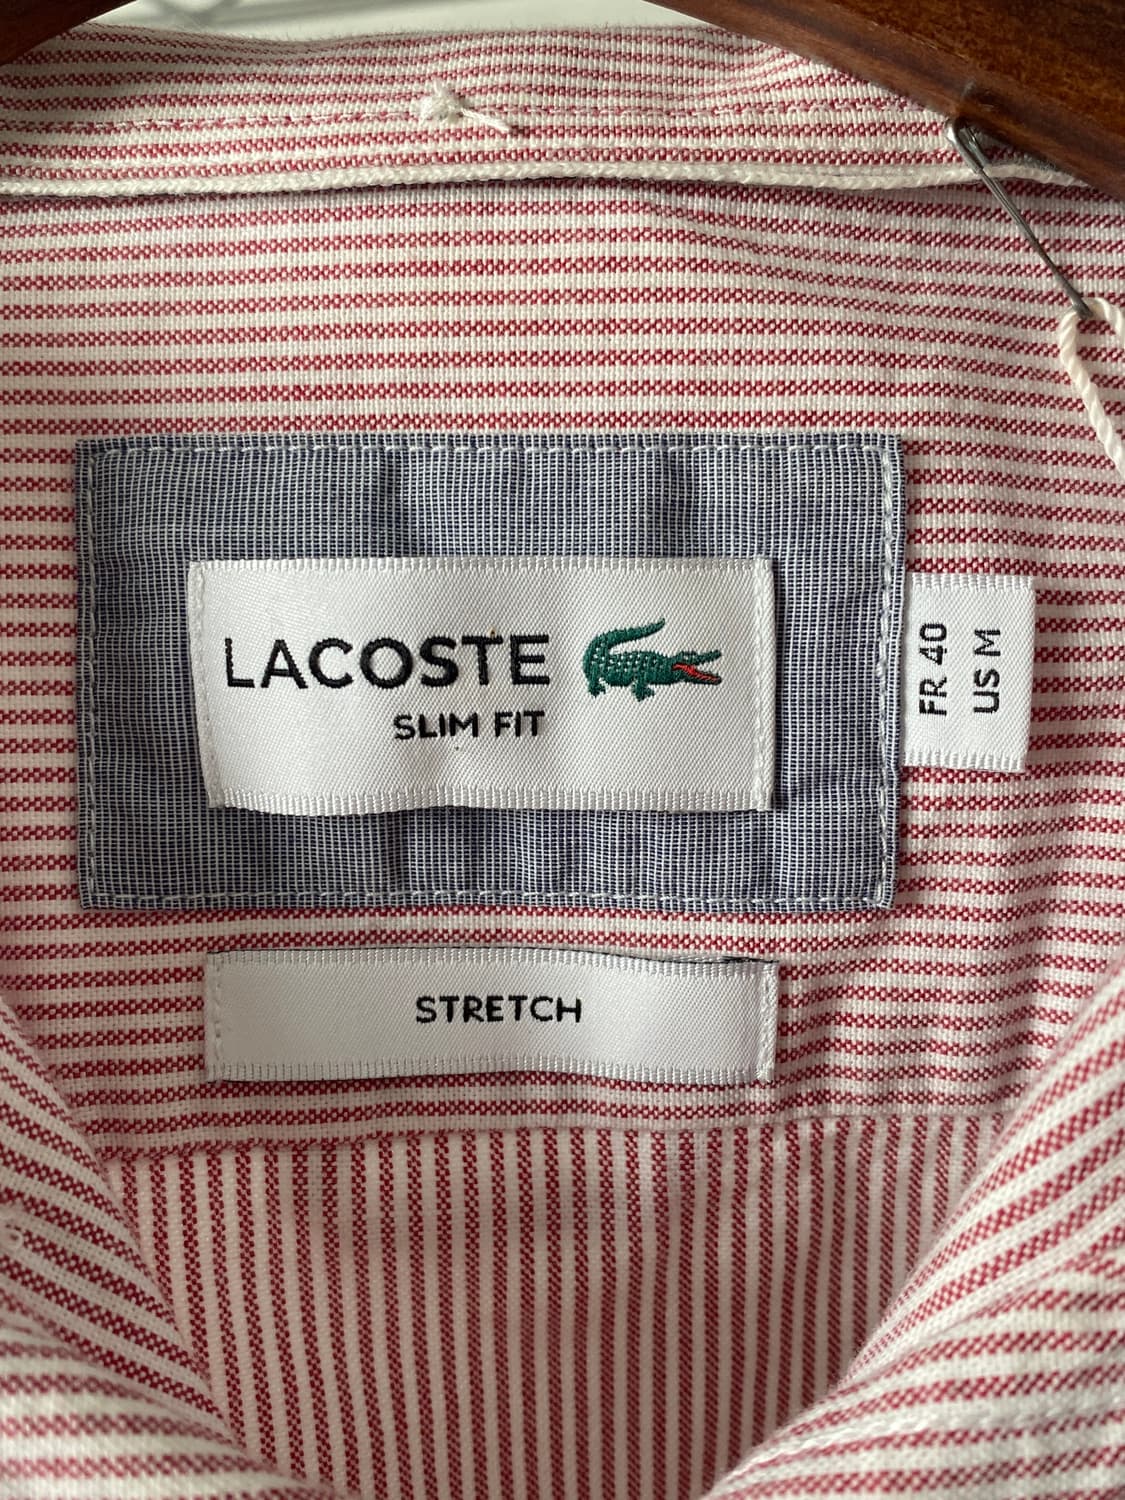 LACOSTE
SLIM FIT
FR 40
US M
STRETCH